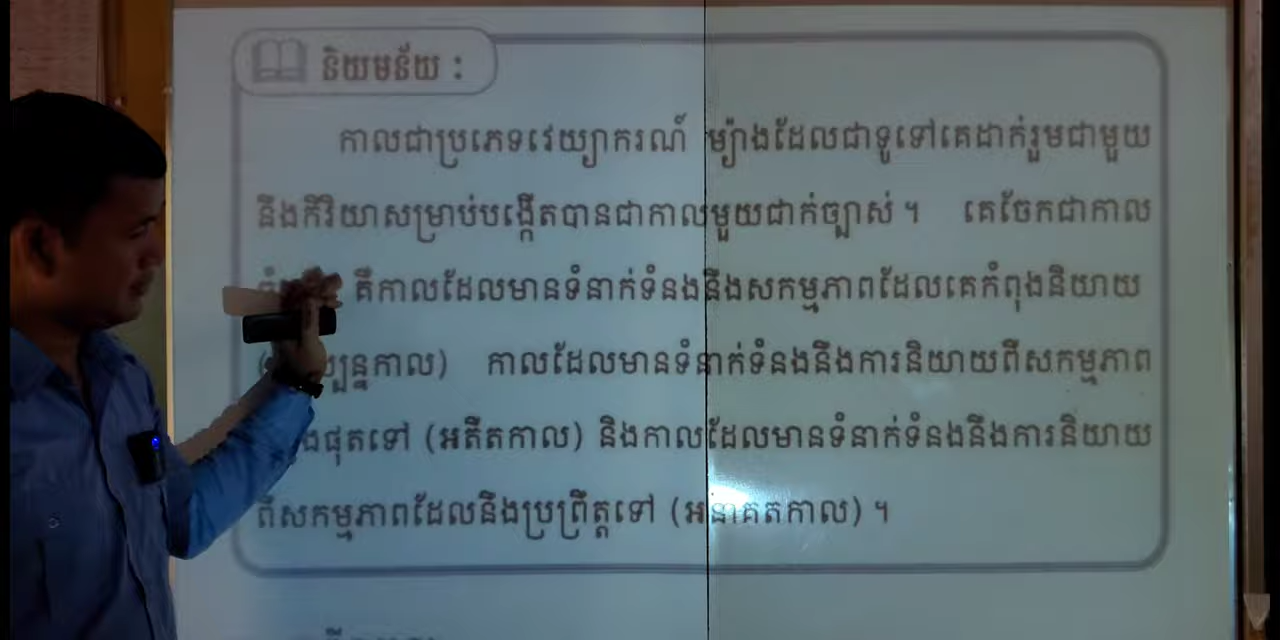 និយមន័យ ៖
កាលជាប្រភេទវេយ្យាករណ៍ ម្យ៉ាងដែលជាទូទៅគេដាក់រួមជាមួយ
នឹងកិរិយាសម្រាប់បង្កើតបានជាកាលមួយជាក់ច្បាស់ ។ គេចែកជាកាល
គឺកាលដែលមានទំនាក់ទំនងនឹងសកម្មភាពដែលគេកំពុងនិយាយ
កាលដែលមានទំនាក់ទំនងនឹងការនិយាយពីសកម្មភាព
ផុតទៅ (អតីតកាល) និងកាលដែលមានទំនាក់ទំនងនឹងការនិយាយ
ពីសកម្មភាពដែលនឹងប្រព្រឹត្តទៅ (អនាគតកាល) ។